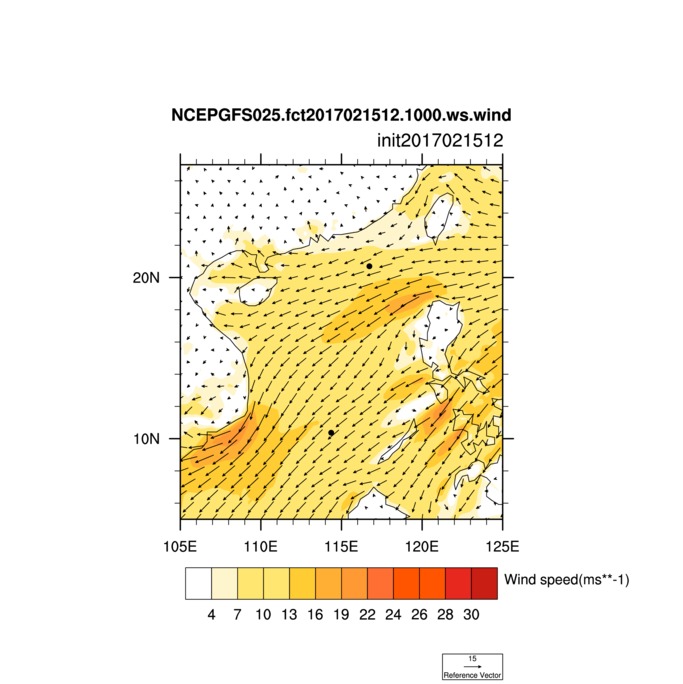 NCEPGFS025.fct2017021512.1000.ws.wind
init2017021512
20N
10N
105E 110E 115E 120E 125E
Wind speed(ms**-1)
4 7 10 13 16 19 22 24 26 28 30
15
Reference Vector